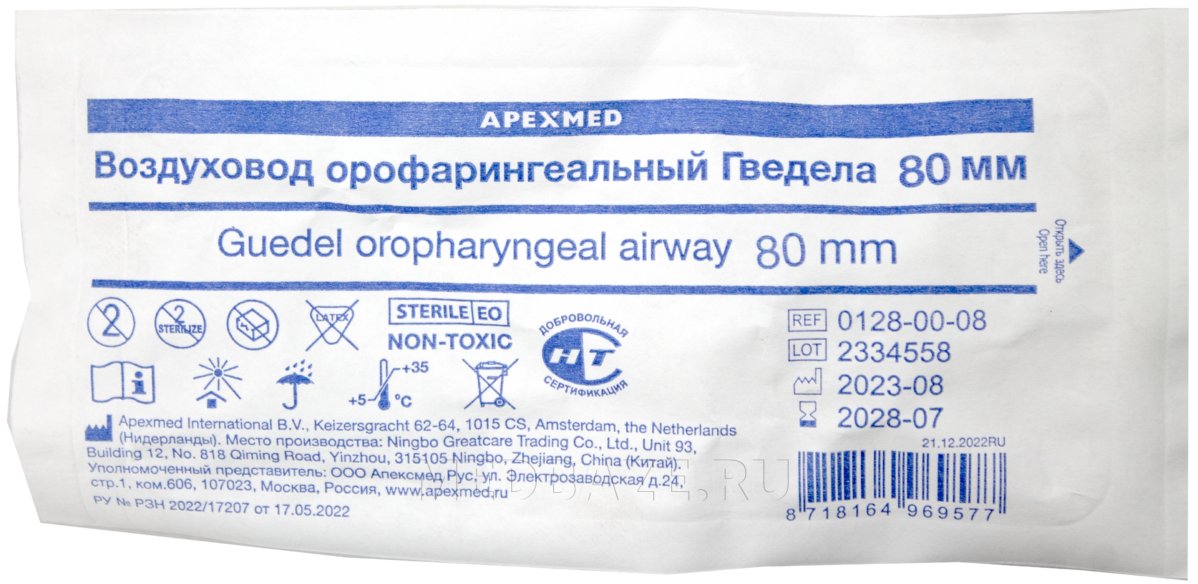 APEXMED
Воздуховод орофарингеальный Гведела 80 мм
Guedel oropharyngeal airway 80 mm
Открыть здесь
Open here
2
2
STERILIZE
LATEX
STERILE EO
NON-TOXIC
ДОБРОВОЛЬНАЯ
НТС
СЕРТИФИКАЦИЯ
i
+35
+5
°C
REF 0128-00-08
LOT 2334558
2023-08
2028-07
21.12.2022RU
Apexmed International B.V., Keizersgracht 62-64, 1015 CS, Amsterdam, the Netherlands
(Нидерланды). Место производства: Ningbo Greatcare Trading Co., Ltd., Unit 93,
Building 12, No. 818 Qiming Road, Yinzhou, 315105 Ningbo, Zhejiang, China (Китай).
Уполномоченный представитель: ООО Апексмед Рус, ул. Электрозаводская д.24,
стр.1, ком.606, 107023, Москва, Россия, www.apexmed.ru
РУ № РЗН 2022/17207 от 17.05.2022
MEDBAZE.RU
8 718164 969577